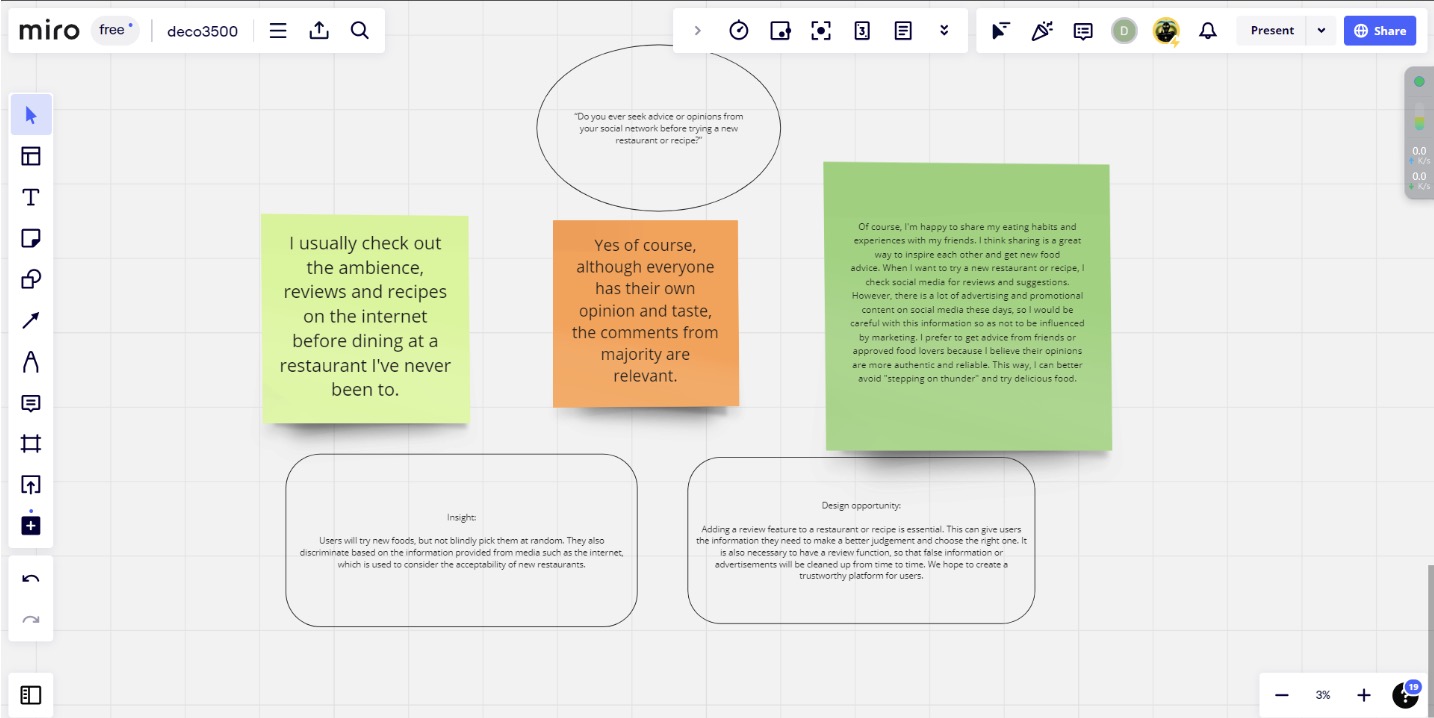 miro
free
deco3500
3
D
Present
Share
0.0
K/s
0.0
K/s
"Do you ever seek advice or opinions from
your social network before trying a new
restaurant or recipe?"
I usually check out
the ambience,
reviews and recipes
on the internet
before dining at a
restaurant I've never
been to.
Yes of course,
although everyone
has their own
opinion and taste,
the comments from
majority are
relevant.
Of course, I'm happy to share my eating habits and
experiences with my friends. I think sharing is a great
way to inspire each other and get new food
advice. When I want to try a new restaurant or recipe, I
check social media for reviews and suggestions.
However, there is a lot of advertising and promotional
content on social media these days, so I would be
careful with this information so as not to be influenced
by marketing. I prefer to get advice from friends or
approved food lovers because I believe their opinions
are more authentic and reliable. This way, I can better
avoid "stepping on thunder" and try delicious food.
Insight:
Users will try new foods, but not blindly pick them at random. They also
discriminate based on the information provided from media such as the internet,
which is used to consider the acceptability of new restaurants.
Design opportunity:
Adding a review feature to a restaurant or recipe is essential. This can give users
the information they need to make a better judgement and choose the right one. It
is also necessary to have a review function, so that false information or
advertisements will be cleaned up from time to time. We hope to create a
trustworthy platform for users.
3%
19